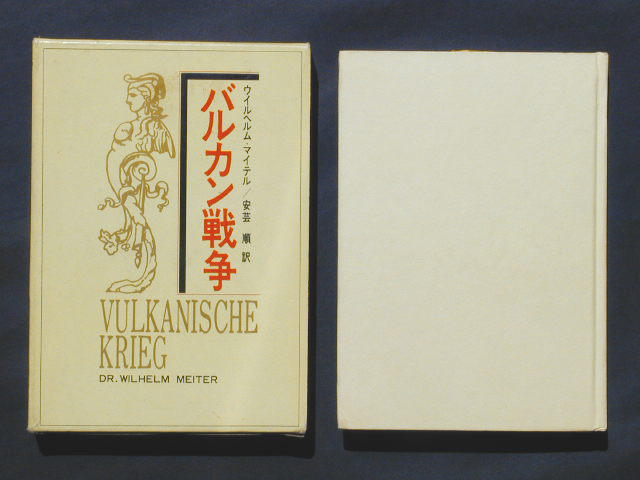 ウイルヘルム・マイテル/安芸 順 訳
バルカン戦争
VULKANISCHE
KRIEG
DR. WILHELM MEITER